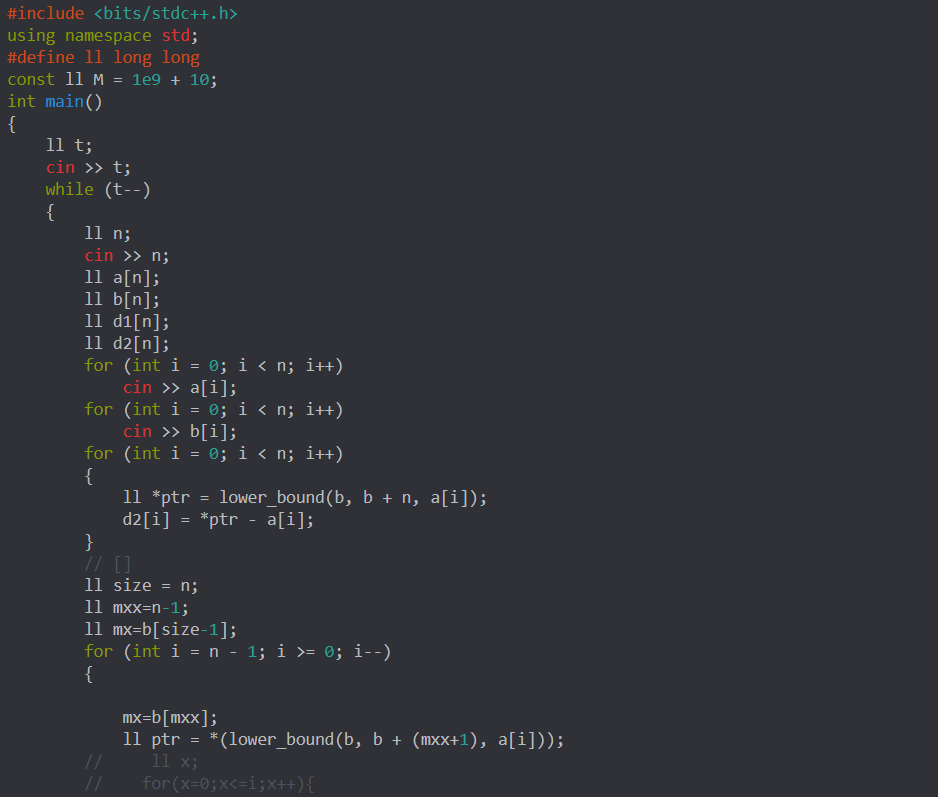 #include <bits/stdc++.h>
using namespace std;
#define ll long long
const ll M = 1e9 + 10;
int main()
{
    ll t;
    cin >> t;
    while (t--)
    {
        ll n;
        cin >> n;
        ll a[n];
        ll b[n];
        ll d1[n];
        ll d2[n];
        for (int i = 0; i < n; i++)
            cin >> a[i];
        for (int i = 0; i < n; i++)
            cin >> b[i];
        for (int i = 0; i < n; i++)
        {
            ll *ptr = lower_bound(b, b + n, a[i]);
            d2[i] = *ptr - a[i];
        }
        // []
        ll size = n;
        ll mxx=n-1;
        ll mx=b[size-1];
        for (int i = n - 1; i >= 0; i--)
        {
            mx=b[mxx];
            ll ptr = *(lower_bound(b, b + (mxx+1), a[i]));
        //     ll x;
        //    for(x=0;x<=i;x++){